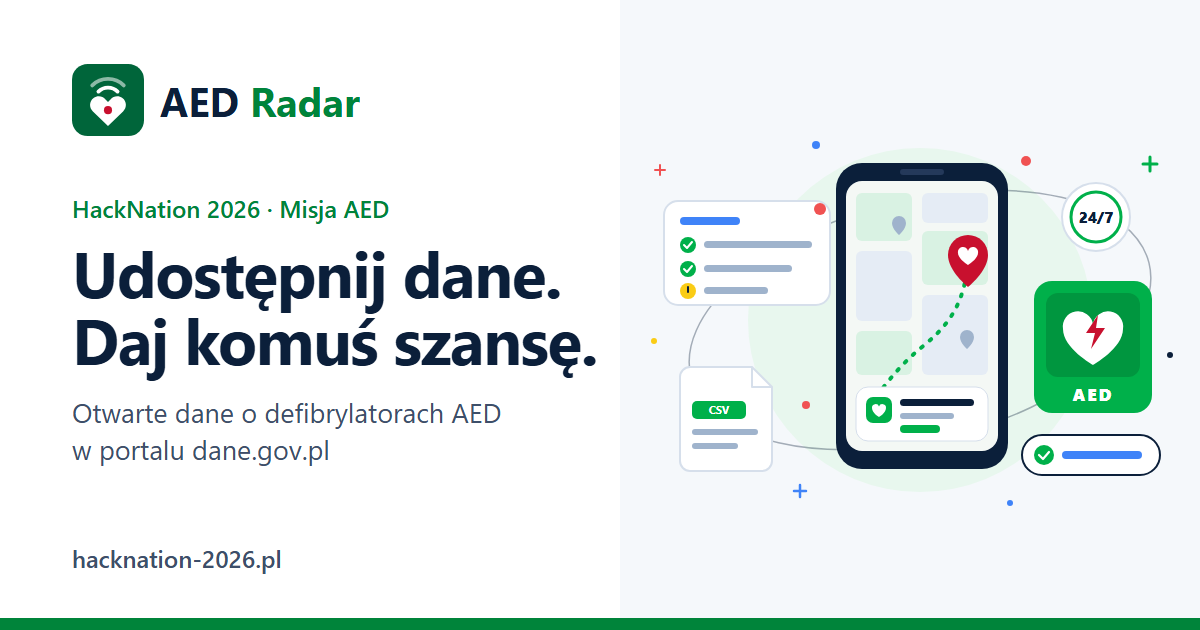 AED Radar
HackNation 2026 · Misja AED
Udostępnij dane.
Daj komuś szansę.
Otwarte dane o defibrylatorach AED
w portalu dane.gov.pl
hacknation-2026.pl
24/7
CSV
AED